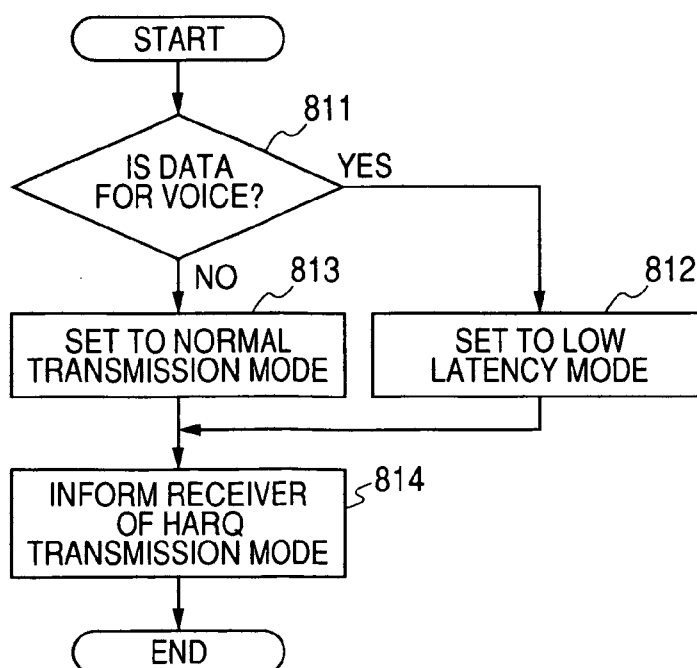 START
811
IS DATA
FOR VOICE?
YES
NO
813
812
SET TO NORMAL
TRANSMISSION MODE
SET TO LOW
LATENCY MODE
INFORM RECEIVER
OF HARQ
TRANSMISSION MODE
814
END